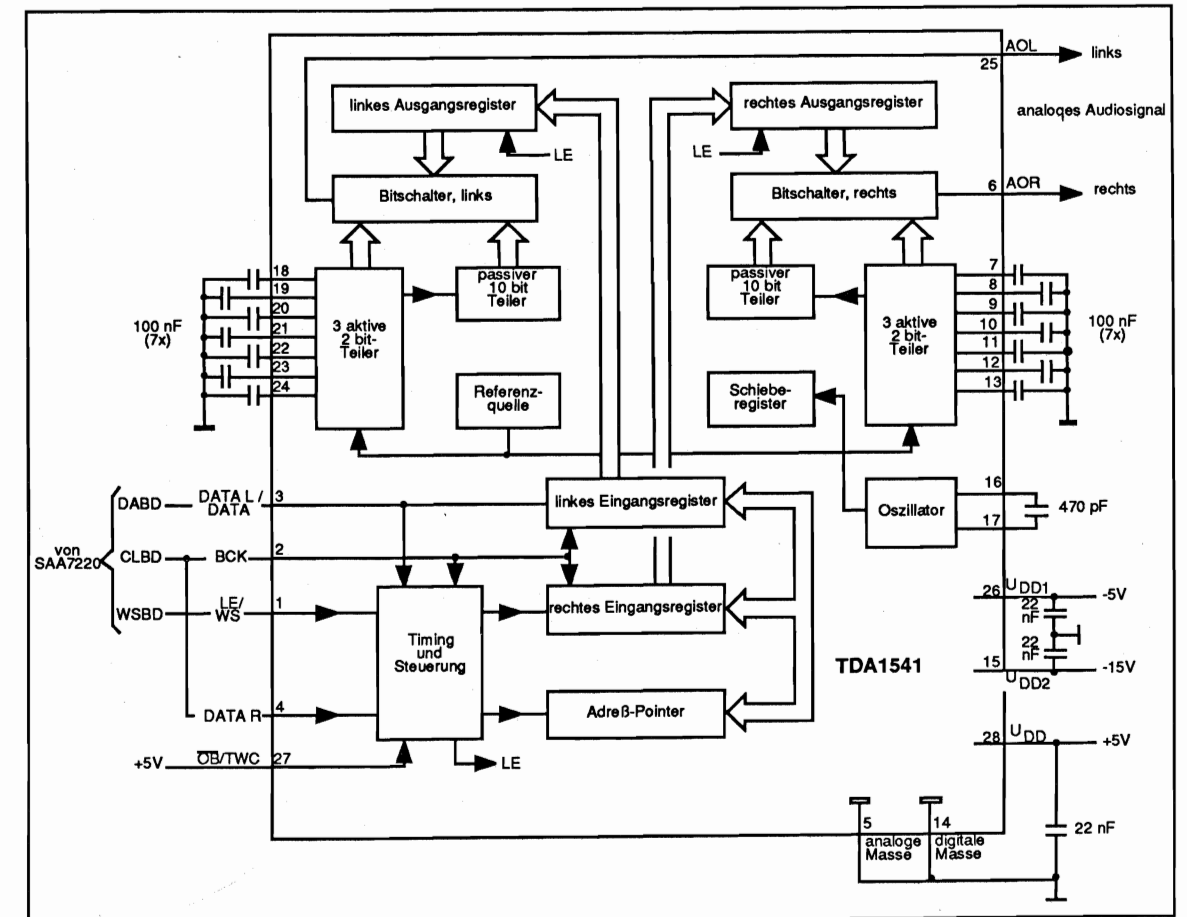 AOL
25
links
linkes Ausgangsregister
rechtes Ausgangsregister
analoqes Audiosignal
LE
LE
Bitschalter, links
Bitschalter, rechts
6
AOR
rechts
passiver
10 bit
Teiler
passiver
10 bit
Teiler
18
19
20
21
22
23
24
100 nF
(7x)
3 aktive
2 bit-
Teiler
3 aktive
2 bit-
Teiler
7
8
9
10
11
12
13
100 nF
(7x)
Referenz-
quelle
Schiebe-
register
von
SAA7220
DABD
DATA L /
DATA
3
linkes Eingangsregister
Oszillator
16
17
470 pF
CLBD
BCK
2
WSBD
LE/
WS
1
rechtes Eingangsregister
Timing
und
Steuerung
26
UDD1
-5V
22
nF
22
nF
15
UDD2
-15V
TDA1541
DATA R
4
Adreß-Pointer
+5V
OB/TWC
27
LE
28
UDD
+5V
5
analoge
Masse
14
digitale
Masse
22 nF